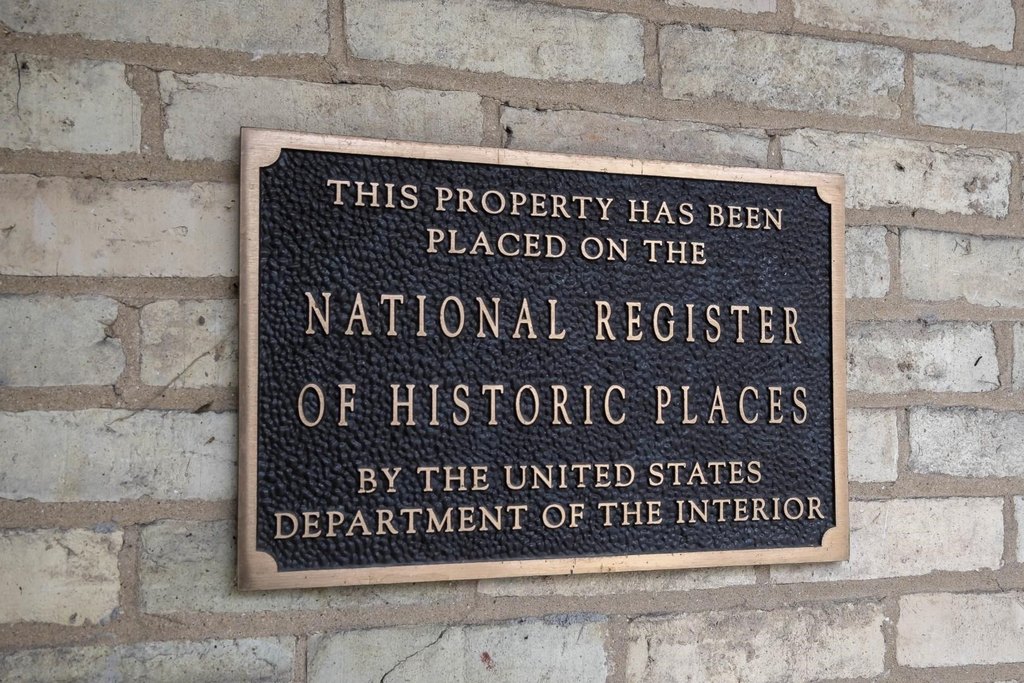 THIS PROPERTY HAS BEEN
PLACED ON THE
NATIONAL REGISTER
OF HISTORIC PLACES
BY THE UNITED STATES
DEPARTMENT OF THE INTERIOR